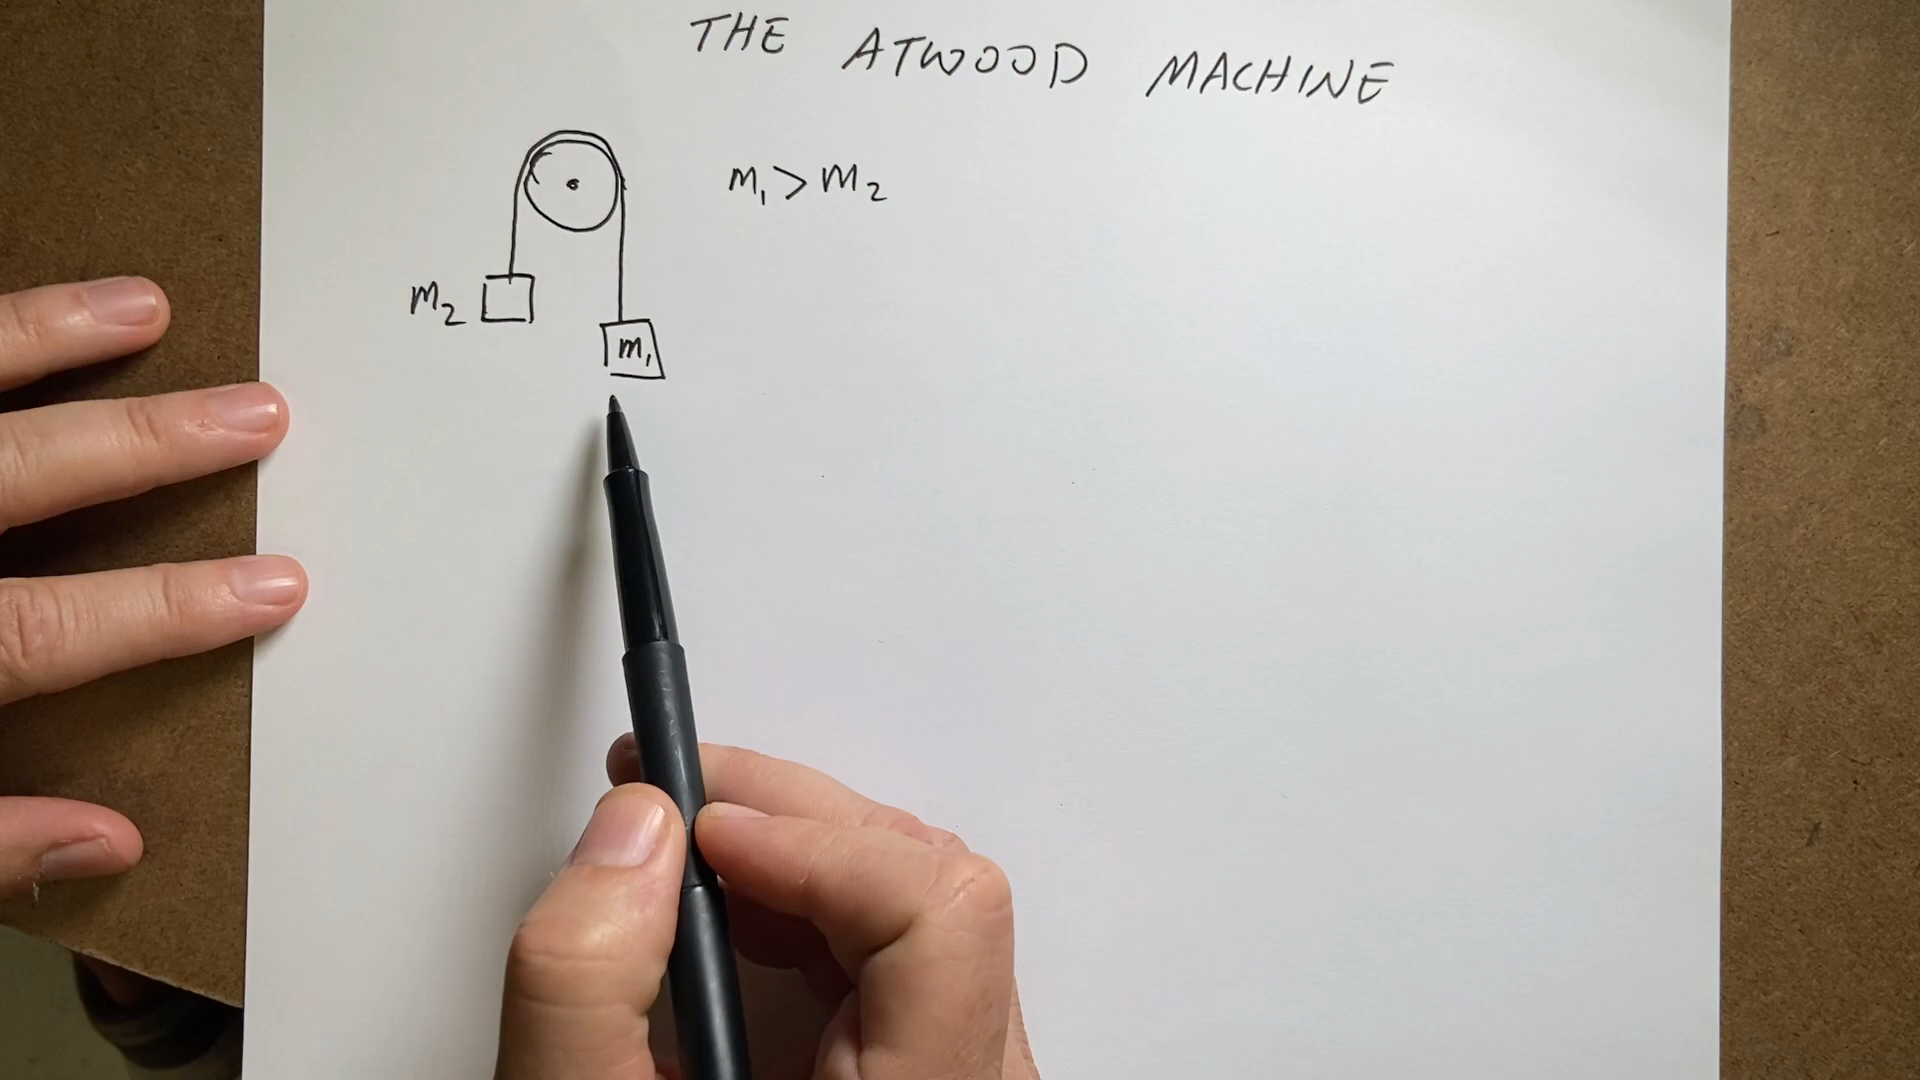 THE ATWOOD MACHINE
m₁ > m₂
m₂
m₁